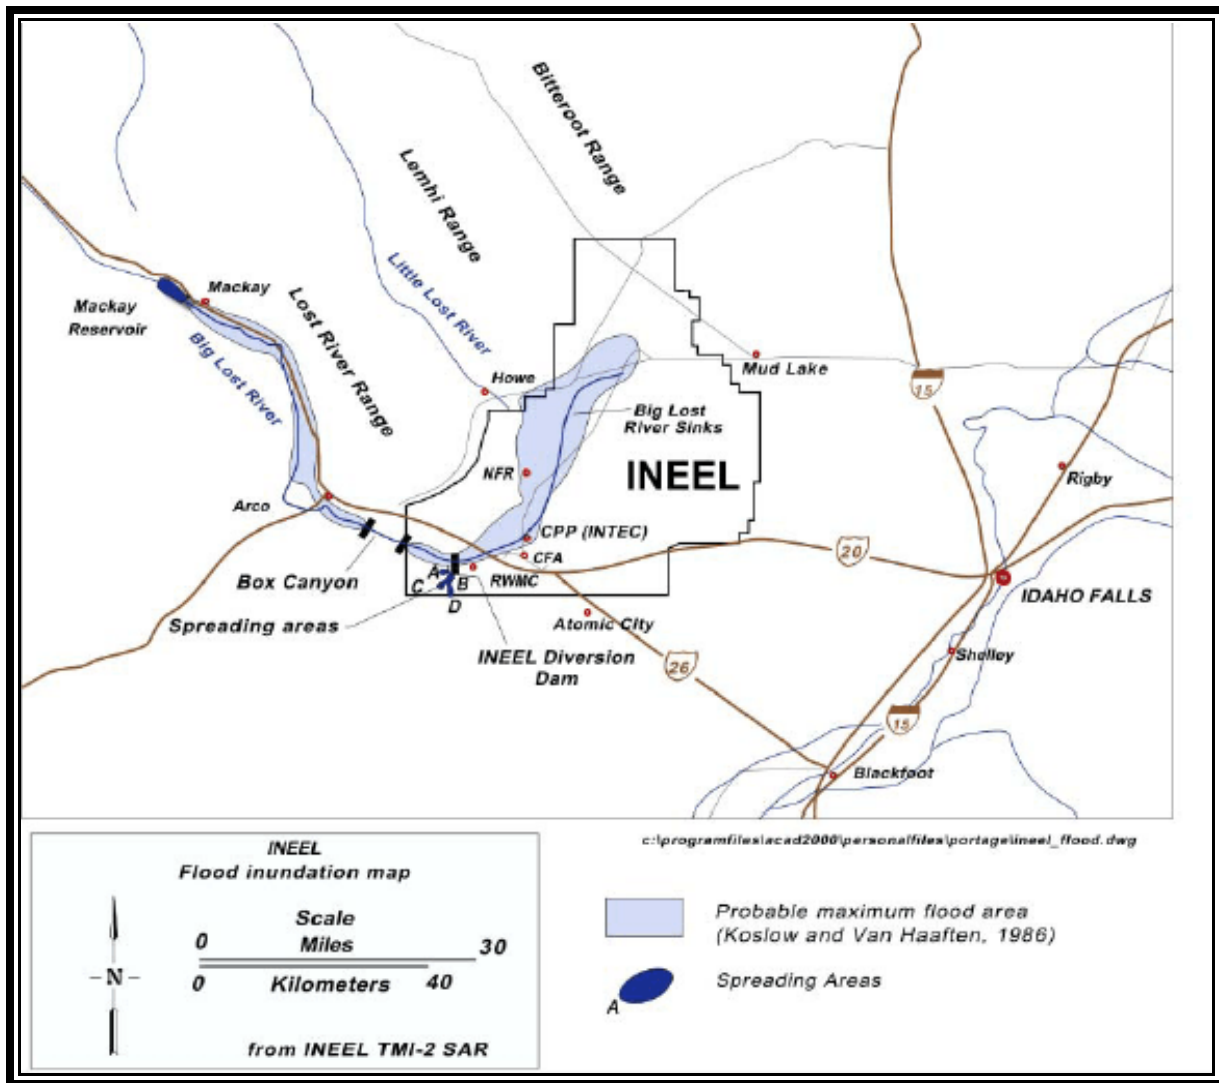 Bitteroot Range
Lemhi Range
Little Lost River
Mackay
Mackay
Reservoir
Lost River Range
Big Lost River
Howe
Mud Lake
15
Big Lost
River Sinks
NFR
INEEL
Rigby
Arco
CPP (INTEC)
CFA
20
Box Canyon
A
B
C
D
RWMC
IDAHO FALLS
Spreading areas
Atomic City
INEEL Diversion
Dam
26
Shelley
15
Blackfoot
c:\programfiles\acad2000\personalfiles\portage\ineel_flood.dwg
INEEL
Flood inundation map
Scale
0 Miles 30
0 Kilometers 40
N
from INEEL TMI-2 SAR
Probable maximum flood area
(Koslow and Van Haaften, 1986)
A
Spreading Areas